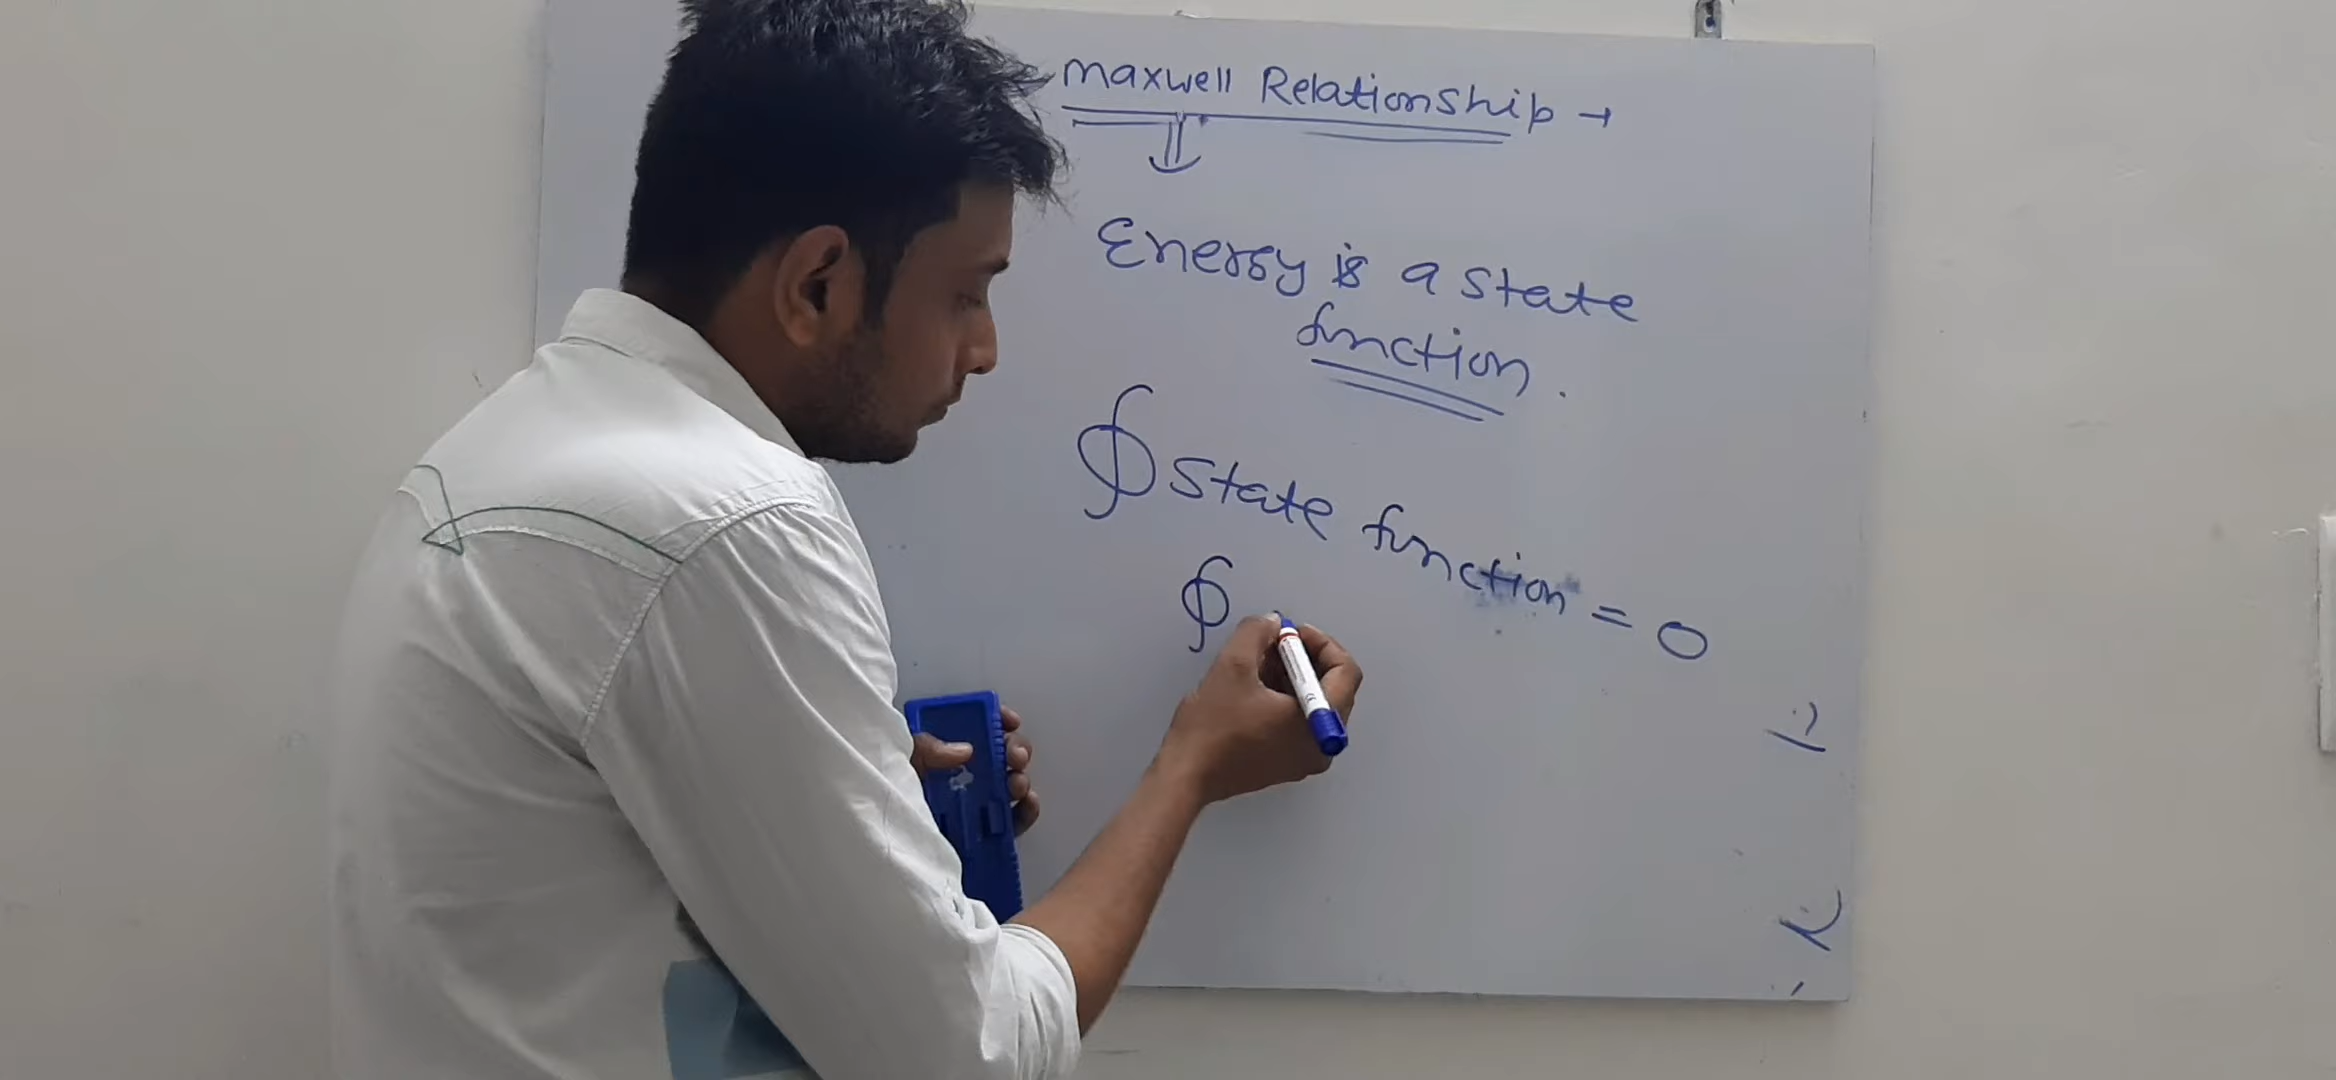 Maxwell Relationship →
Energy is a state
function.
∮ State function = 0
∮